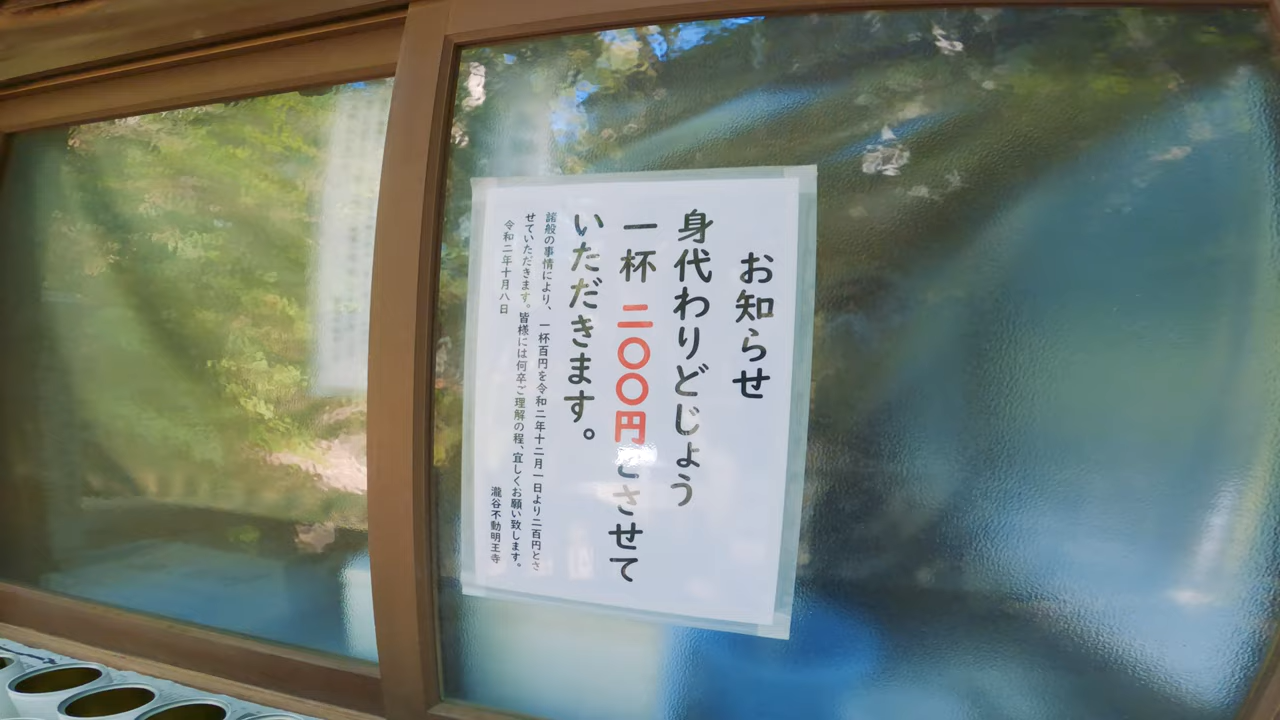 お知らせ
身代わりどじょう
一杯 二〇〇円とさせて
いただきます。
諸般の事情により、一杯百円を令和二年十二月一日より二百円とさ
せていただきます。皆様には何卒ご理解の程、宜しくお願い致します。
令和二年十月八日
瀧谷不動明王寺